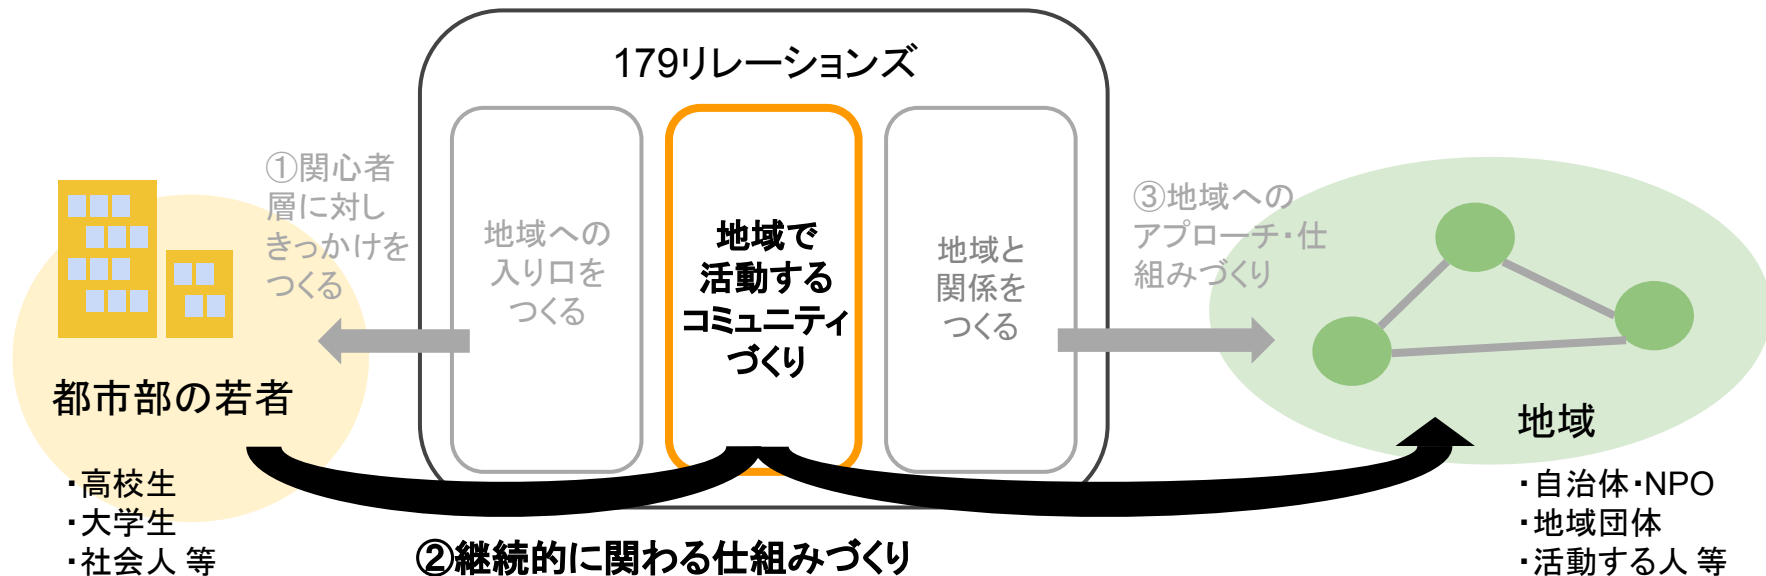 179リレーションズ
①関心者
層に対し
きっかけを
つくる
地域への
入り口を
つくる
地域で
活動する
コミュニティ
づくり
地域と
関係を
つくる
③地域への
アプローチ・仕
組みづくり
都市部の若者
・高校生
・大学生
・社会人 等
②継続的に関わる仕組みづくり
地域
・自治体・NPO
・地域団体
・活動する人 等